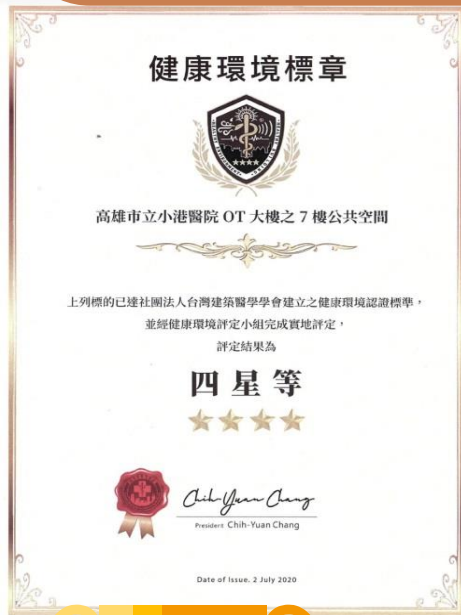 健康環境標章
高雄市立小港醫院 OT 大樓之 7 樓公共空間
上列標的已達社團法人台灣建築醫學學會建立之健康環境認證標準，
並經健康環境評定小組完成實地評定，
評定結果為
四星等
Chih-Yuan Chang
President Chih-Yuan Chang
Date of Issue. 2 July 2020